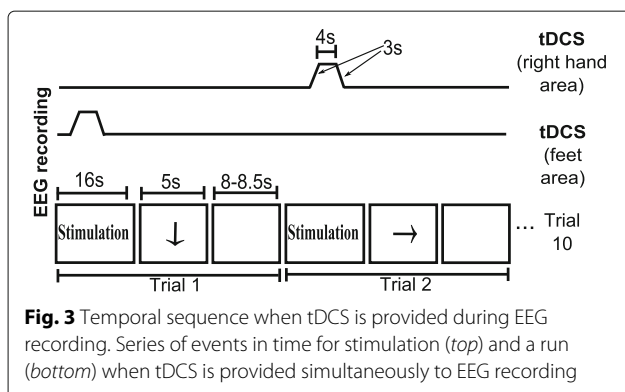 4s
3s
tDCS
(right hand
area)
tDCS
(feet
area)
EEG recording
16s
5s
8-8.5s
Stimulation
↓
Stimulation
→
... Trial
10
Trial 1
Trial 2
Fig. 3 Temporal sequence when tDCS is provided during EEG
recording. Series of events in time for stimulation (top) and a run
(bottom) when tDCS is provided simultaneously to EEG recording